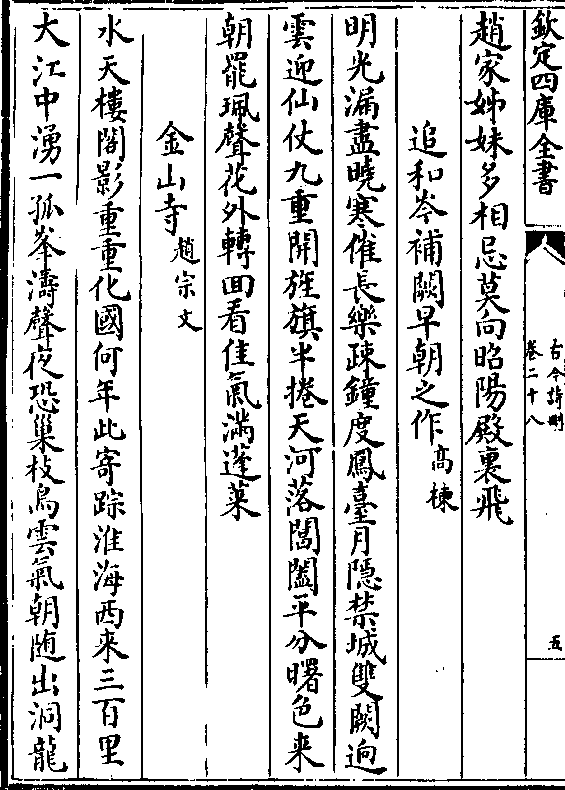 欽定四庫全書
古今詩刪
卷二十八
五
趙家姊妹多相忌莫向昭陽殿裏飛
追和岑補闕早朝之作高棟
明光漏盡曉寒催長樂疎鐘度鳳臺月隱禁城雙闕迥
雲迎仙仗九重開旌旗半捲天河落閶闔平分曙色來
朝罷珮聲花外轉回看佳氣滿蓬萊
金山寺趙宗文
水天樓閣影重重化國何年此寄踪淮海西來三百里
大江中湧一孤峯濤聲夜恐巢枝鳥雲氣朝随出洞龍